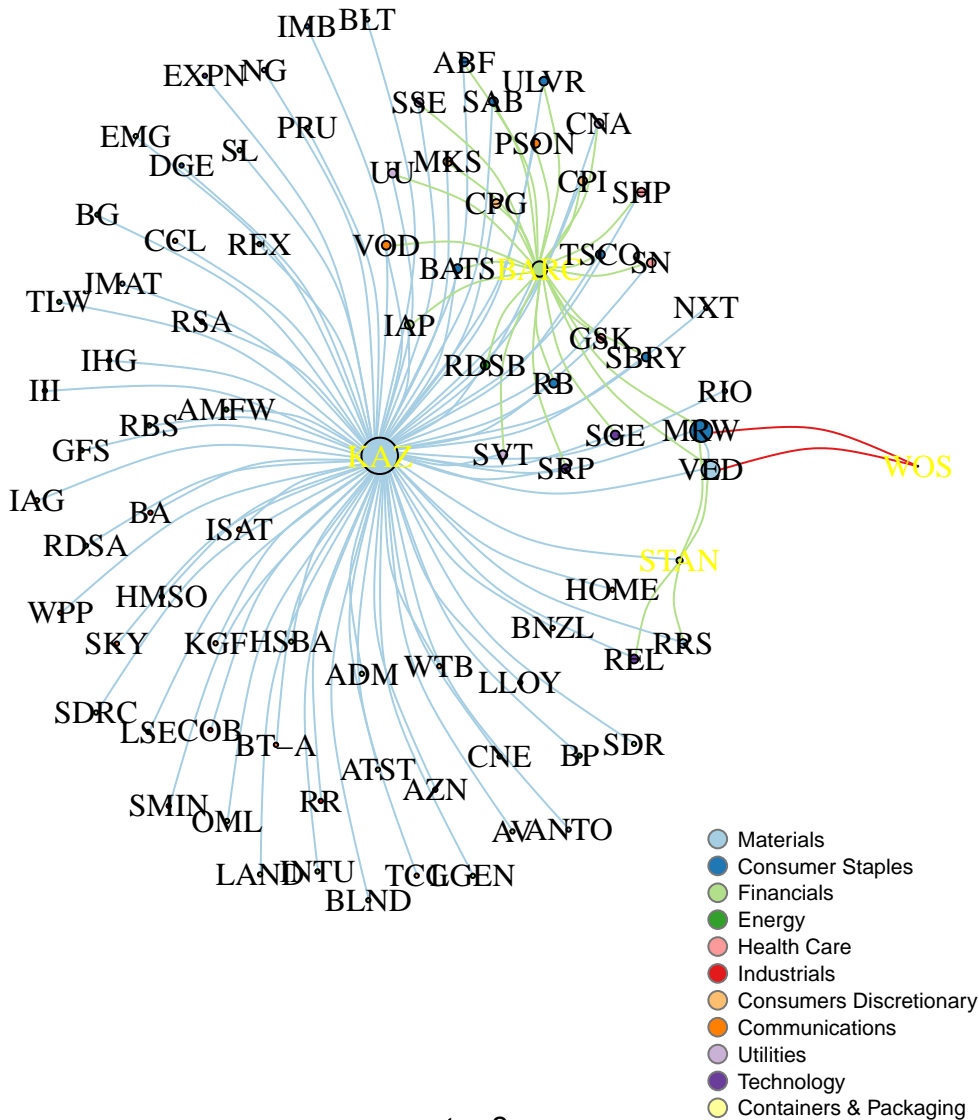 IMB
BLT
ABF
EXPN
NG
ULVR
SSE
SAB
CNA
PRU
EMG
PSON
SL
DGE
MKS
UU
CPI
SHP
CPG
BG
CCL
REX
VOD
TSCO
BATS
BARC
SN
JMAT
TLW
NXT
RSA
IAP
GSK
SBRY
IHG
RDSB
RB
RIO
III
AMFW
RBS
SGE
MRW
GFS
KAZ
SVT
SRP
VED
WOS
IAG
BA
ISAT
RDSA
STAN
HOME
HMSO
WPP
BNZL
SKY
KGF
HSBA
REL
RRS
ADM
WTB
LLOY
SDRC
LSE
COB
BT−A
SDR
CNE
BP
ATST
AZN
SMIN
RR
OML
AV
ANTO
LAND
INTU
TCG
LGEN
BLND
Materials
Consumer Staples
Financials
Energy
Health Care
Industrials
Consumers Discretionary
Communications
Utilities
Technology
Containers & Packaging